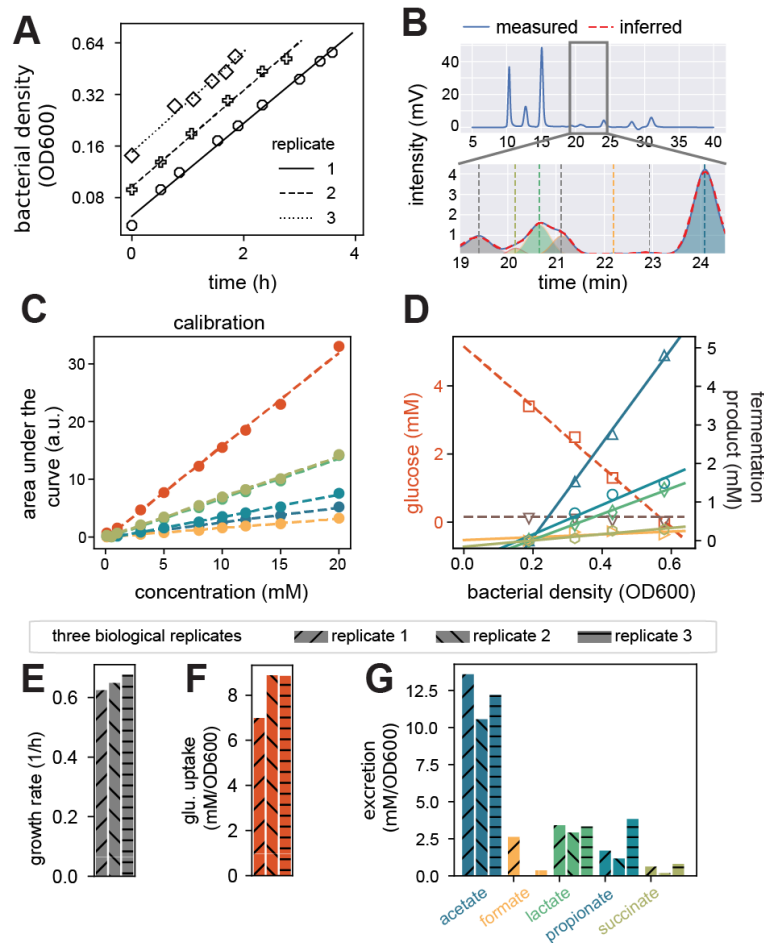 A
0.64
0.32
0.16
0.08
bacterial density
(OD600)
replicate
1
2
3
0
2
4
time (h)
B
measured
inferred
40
20
0
5
10
15
20
25
30
35
40
intensity (mV)
4
3
2
1
19
20
21
22
23
24
time (min)
C
calibration
30
20
10
0
area under the
curve (a.u.)
0
5
10
15
20
concentration (mM)
D
4
2
0
glucose (mM)
5
4
3
2
1
0
fermentation
product (mM)
0.0
0.2
0.4
0.6
bacterial density (OD600)
three biological replicates
replicate 1
replicate 2
replicate 3
E
0.6
0.4
0.2
0.0
growth rate (1/h)
F
8
6
4
2
0
glu. uptake
(mM/OD600)
G
12.5
10.0
7.5
5.0
2.5
0.0
excretion
(mM/OD600)
acetate
formate
lactate
propionate
succinate